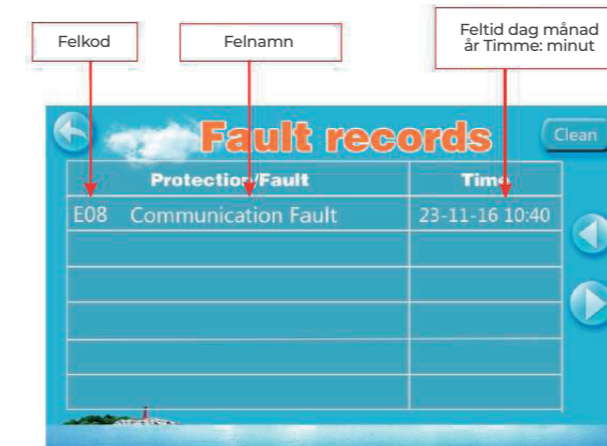 Felkod
Felnamn
Feltid dag månad
år Timme: minut
Fault records
Clean
Protection/Fault
Time
E08 Communication Fault 23-11-16 10:40